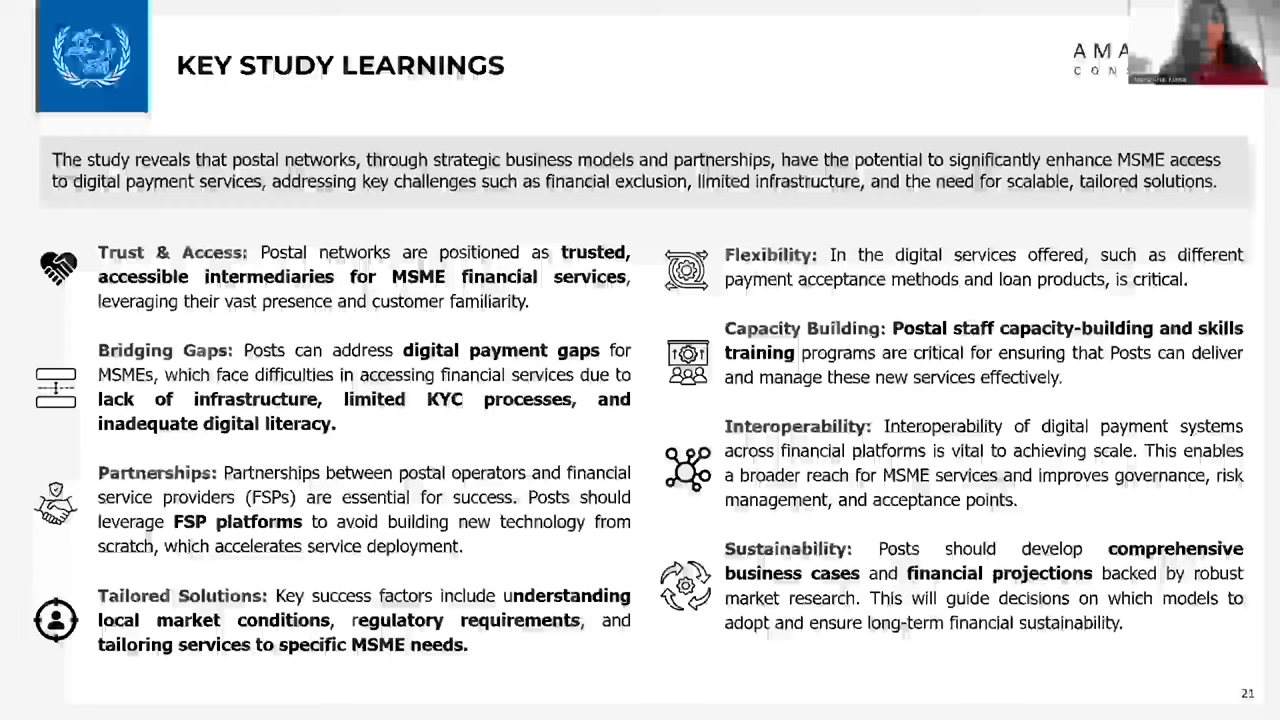 KEY STUDY LEARNINGS
AMA
CON
The study reveals that postal networks, through strategic business models and partnerships, have the potential to significantly enhance MSME access
to digital payment services, addressing key challenges such as financial exclusion, limited infrastructure, and the need for scalable, tailored solutions.
Trust & Access: Postal networks are positioned as trusted,
accessible intermediaries for MSME financial services,
leveraging their vast presence and customer familiarity.
Bridging Gaps: Posts can address digital payment gaps for
MSMEs, which face difficulties in accessing financial services due to
lack of infrastructure, limited KYC processes, and
inadequate digital literacy.
Partnerships: Partnerships between postal operators and financial
service providers (FSPs) are essential for success. Posts should
leverage FSP platforms to avoid building new technology from
scratch, which accelerates service deployment.
Tailored Solutions: Key success factors include understanding
local market conditions, regulatory requirements, and
tailoring services to specific MSME needs.
Flexibility: In the digital services offered, such as different
payment acceptance methods and loan products, is critical.
Capacity Building: Postal staff capacity-building and skills
training programs are critical for ensuring that Posts can deliver
and manage these new services effectively.
Interoperability: Interoperability of digital payment systems
across financial platforms is vital to achieving scale. This enables
a broader reach for MSME services and improves governance, risk
management, and acceptance points.
Sustainability: Posts should develop comprehensive
business cases and financial projections backed by robust
market research. This will guide decisions on which models to
adopt and ensure long-term financial sustainability.
21